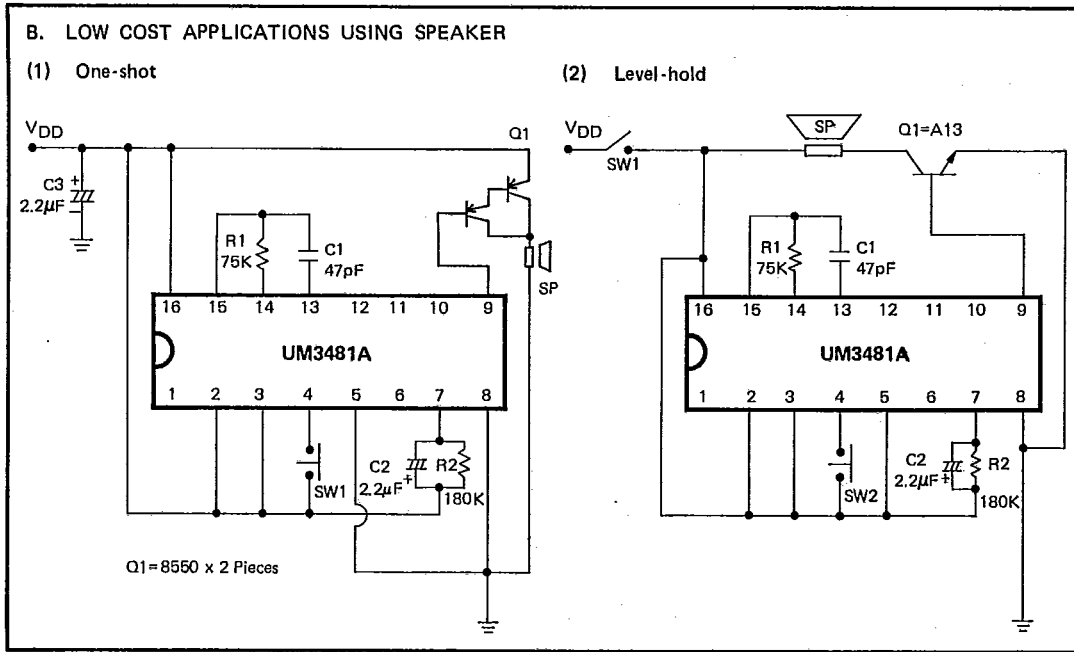 B. LOW COST APPLICATIONS USING SPEAKER
(1) One-shot
(2) Level-hold
VDD
C3 +
2.2μF −
R1
75K
C1
47pF
Q1
SP
16 15 14 13 12 11 10 9
UM3481A
1 2 3 4 5 6 7 8
SW1
C2
2.2μF +
R2
180K
Q1=8550 x 2 Pieces
VDD
SW1
SP
Q1=A13
R1
75K
C1
47pF
16 15 14 13 12 11 10 9
UM3481A
1 2 3 4 5 6 7 8
SW2
C2
2.2μF +
R2
180K